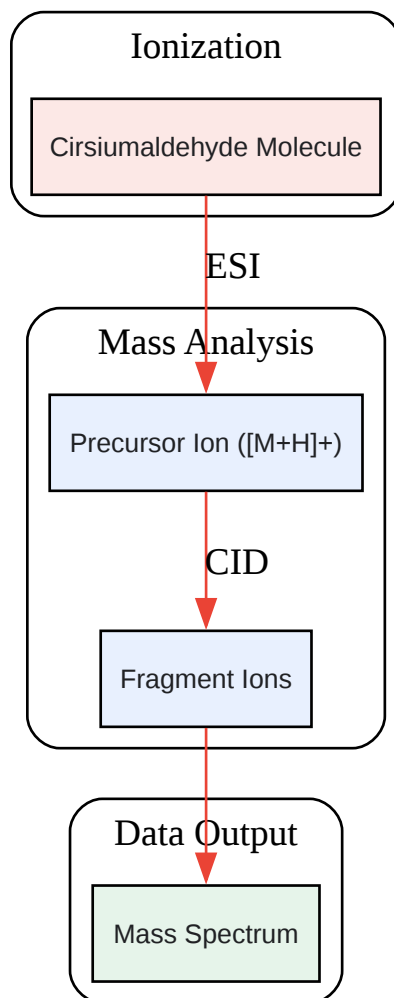 Ionization
Cirsiumaldehyde Molecule
ESI
Mass Analysis
Precursor Ion ([M+H]+)
CID
Fragment Ions
Data Output
Mass Spectrum